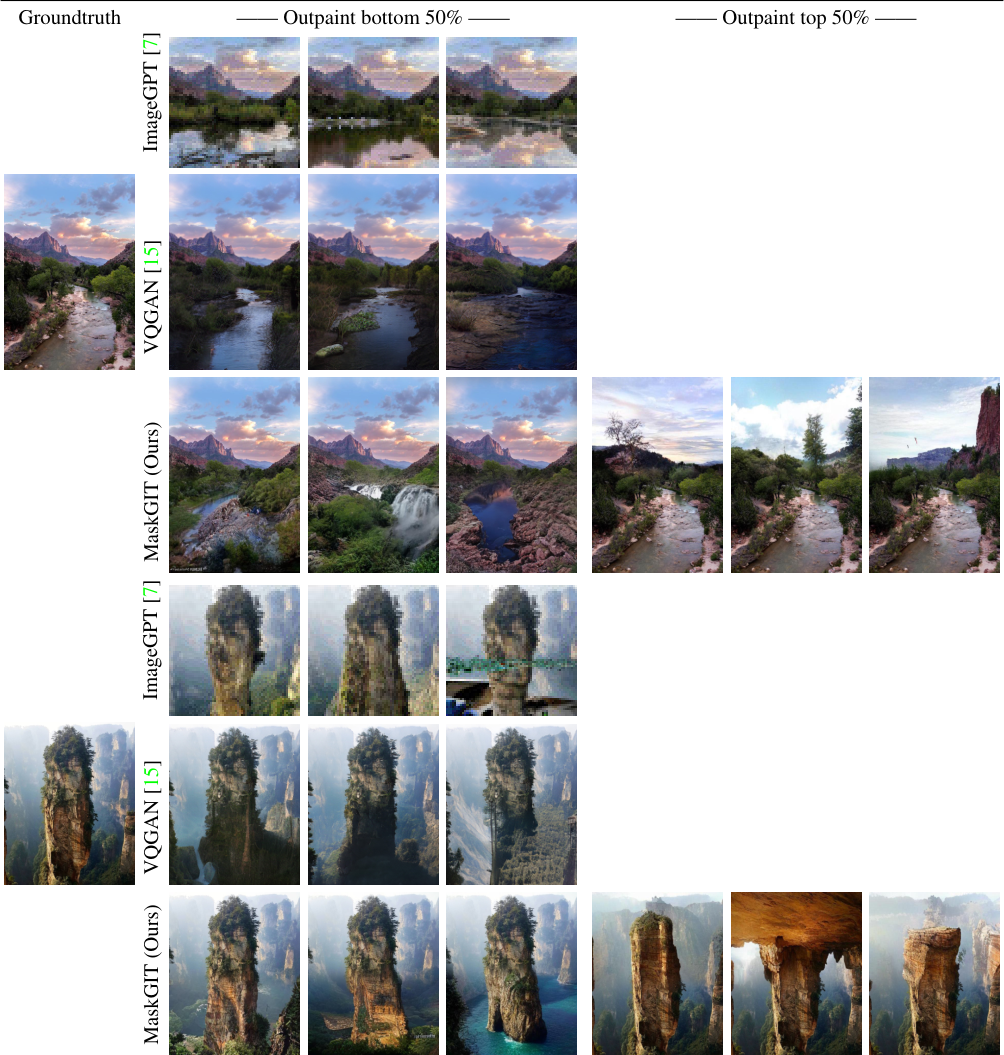 Groundtruth
—— Outpaint bottom 50% ——
—— Outpaint top 50% ——
ImageGPT [7]
VQGAN [15]
MaskGIT (Ours)
ImageGPT [7]
VQGAN [15]
MaskGIT (Ours)